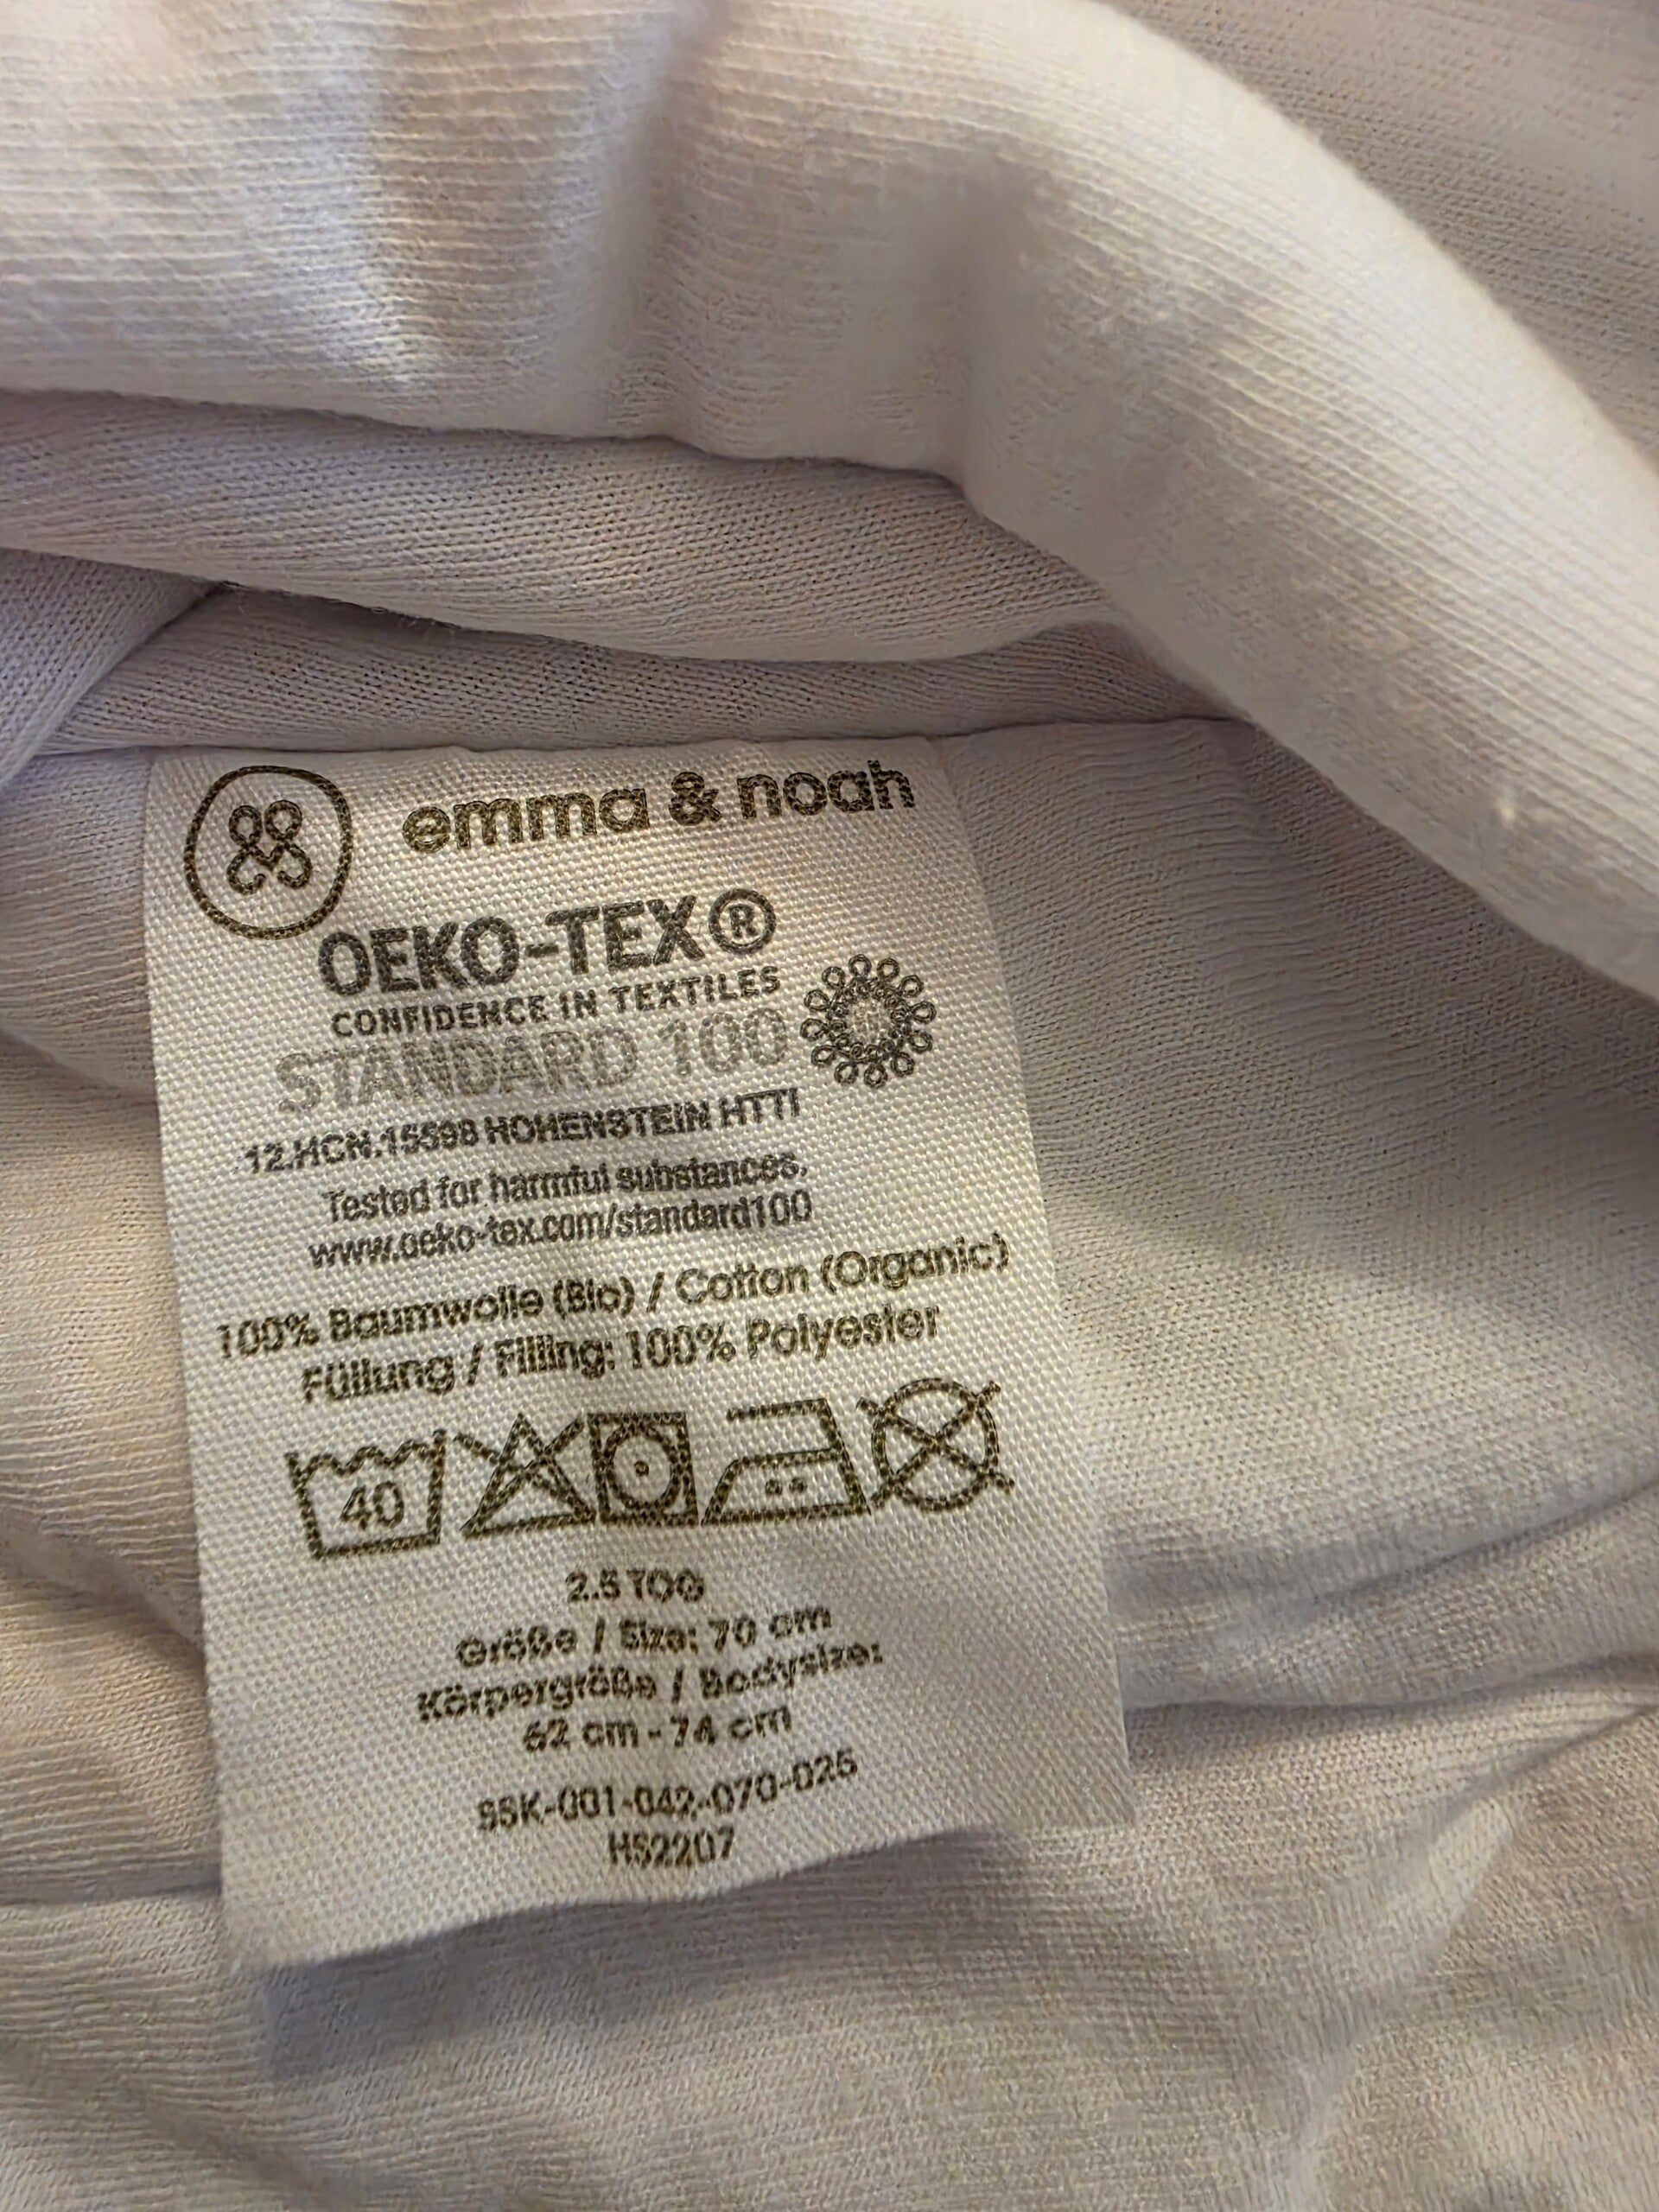 emma & noah
OEKO-TEX®
CONFIDENCE IN TEXTILES
STANDARD 100
12.HCN.15598 HOHENSTEIN HTTI
Tested for harmful substances.
www.oeko-tex.com/standard100
100% Baumwolle (Bio) / Cotton (Organic)
Füllung / Filling: 100% Polyester
40
2.5 TOG
Größe / Size: 70 cm
Körpergröße / Bodysize:
62 cm - 74 cm
SSK-001-042-070-025
HS2207